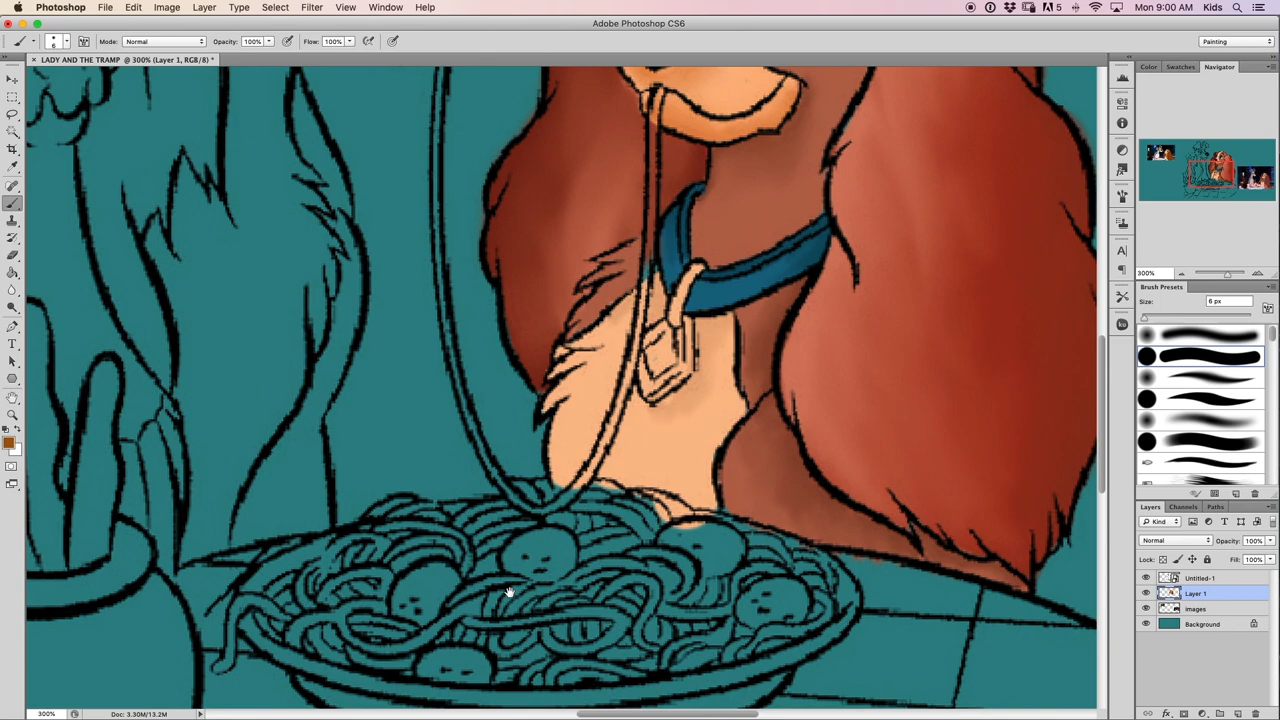 Photoshop File Edit Image Layer Type Select Filter View Window Help 5 Mon 9:00 AM Kids
Adobe Photoshop CS6
6 Mode: Normal Opacity: 100% Flow: 100% Painting
× LADY AND THE TRAMP @ 300% (Layer 1, RGB/8) *
Color Swatches Navigator
300%
Brush Presets
Size: 6 px
Layers Channels Paths
Kind
Normal Opacity: 100%
Lock: Fill: 100%
Untitled-1
Layer 1
images
Background
300% Doc: 3.30M/13.2M